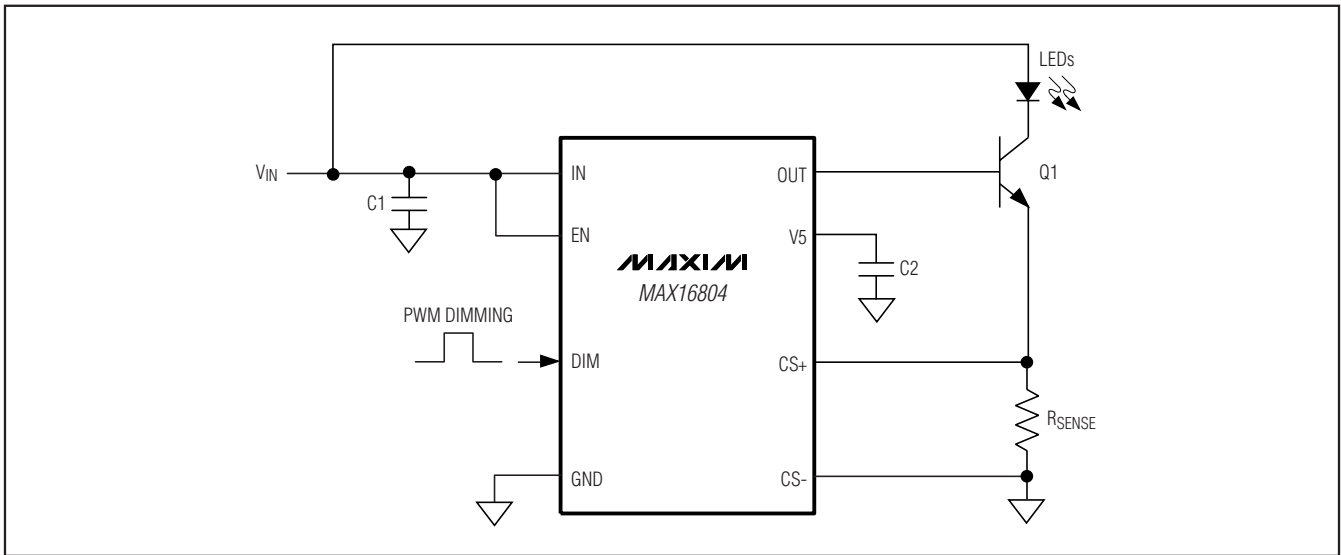 LEDs
VIN
IN
OUT
Q1
C1
EN
V5
MAXIM
C2
MAX16804
PWM DIMMING
DIM
CS+
RSENSE
GND
CS-